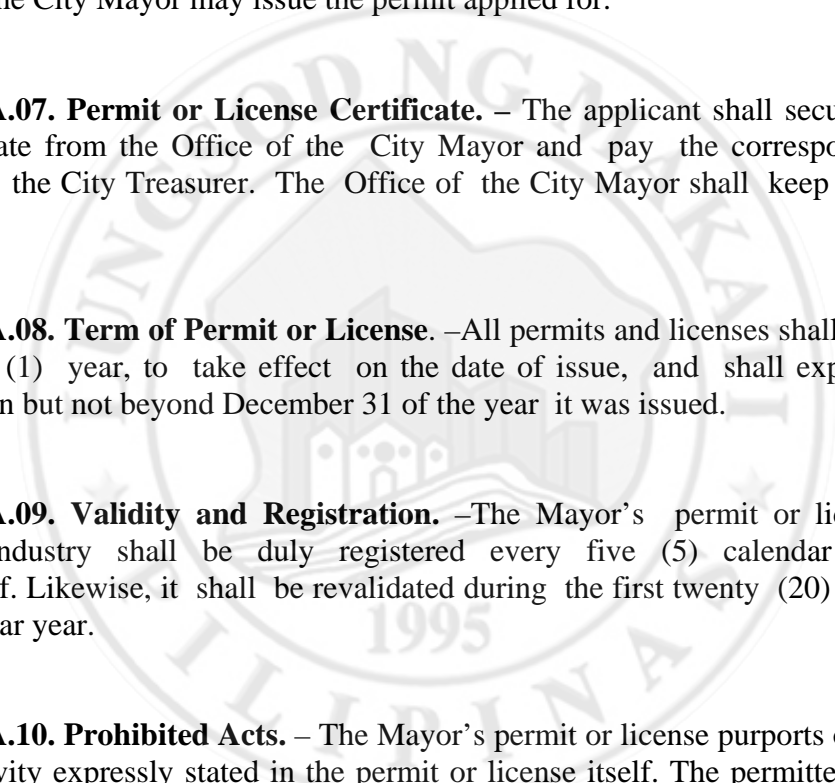 he City Mayor may issue the permit applied for.
A.07. Permit or License Certificate. – The applicant shall secu
ate from the Office of the City Mayor and pay the correspo
the City Treasurer. The Office of the City Mayor shall keep
A.08. Term of Permit or License. –All permits and licenses shall
(1) year, to take effect on the date of issue, and shall exp
n but not beyond December 31 of the year it was issued.
A.09. Validity and Registration. –The Mayor's permit or lic
ndustry shall be duly registered every five (5) calendar
f. Likewise, it shall be revalidated during the first twenty (20)
ar year.
A.10. Prohibited Acts. – The Mayor's permit or license purports o
vity expressly stated in the permit or license itself. The permitte
LUNGSOD NG MAKATI
1995
PILIPINAS